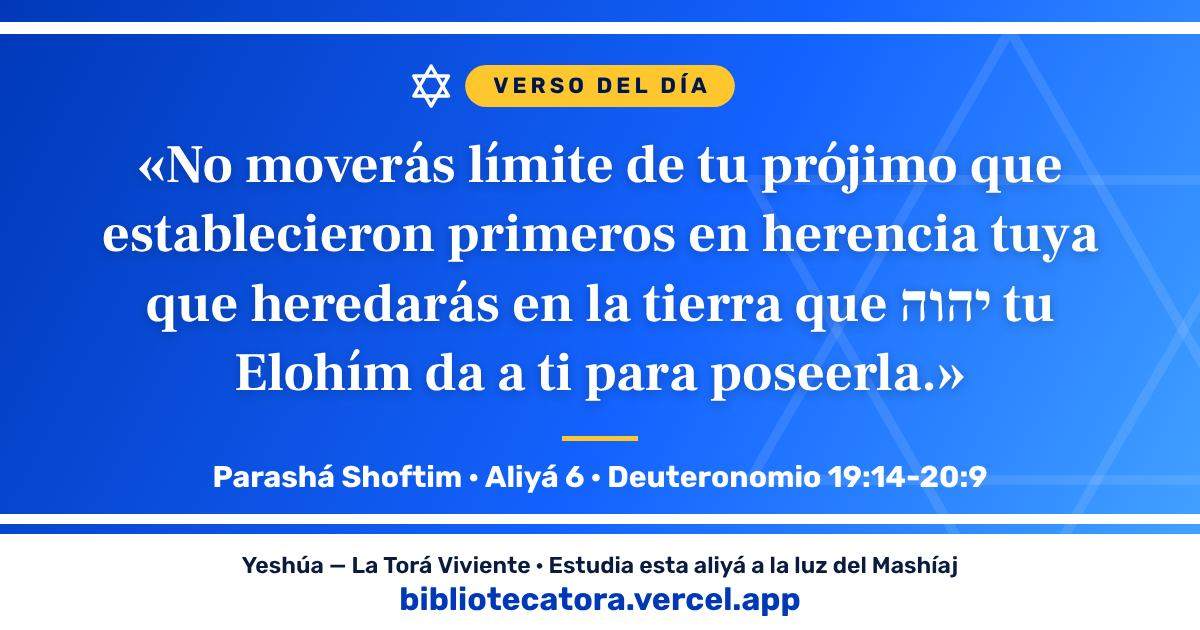 VERSO DEL DÍA
«No moverás límite de tu prójimo que
establecieron primeros en herencia tuya
que heredarás en la tierra que יהוה tu
Elohím da a ti para poseerla.»
Parashá Shoftim • Aliyá 6 • Deuteronomio 19:14-20:9
Yeshúa — La Torá Viviente • Estudia esta aliyá a la luz del Mashíaj
bibliotecatora.vercel.app